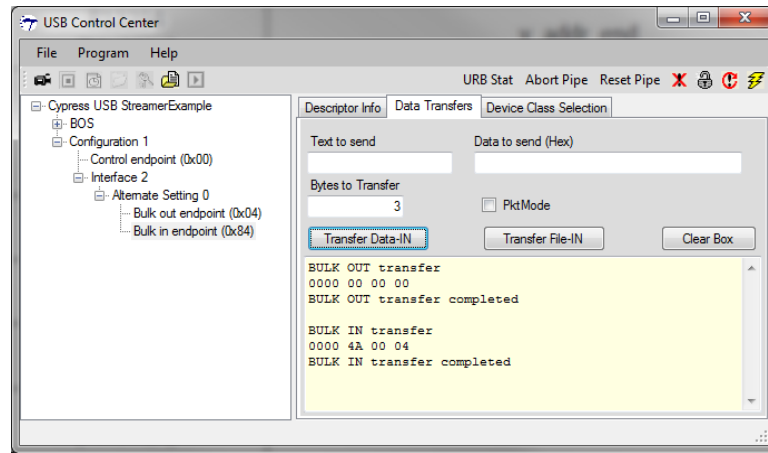 USB Control Center
File Program Help
URB Stat Abort Pipe Reset Pipe
Cypress USB StreamerExample
BOS
Configuration 1
Control endpoint (0x00)
Interface 2
Alternate Setting 0
Bulk out endpoint (0x04)
Bulk in endpoint (0x84)
Descriptor Info Data Transfers Device Class Selection
Text to send Data to send (Hex)
Bytes to Transfer
3 PktMode
Transfer Data-IN Transfer File-IN Clear Box
BULK OUT transfer
0000 00 00 00
BULK OUT transfer completed
BULK IN transfer
0000 4A 00 04
BULK IN transfer completed